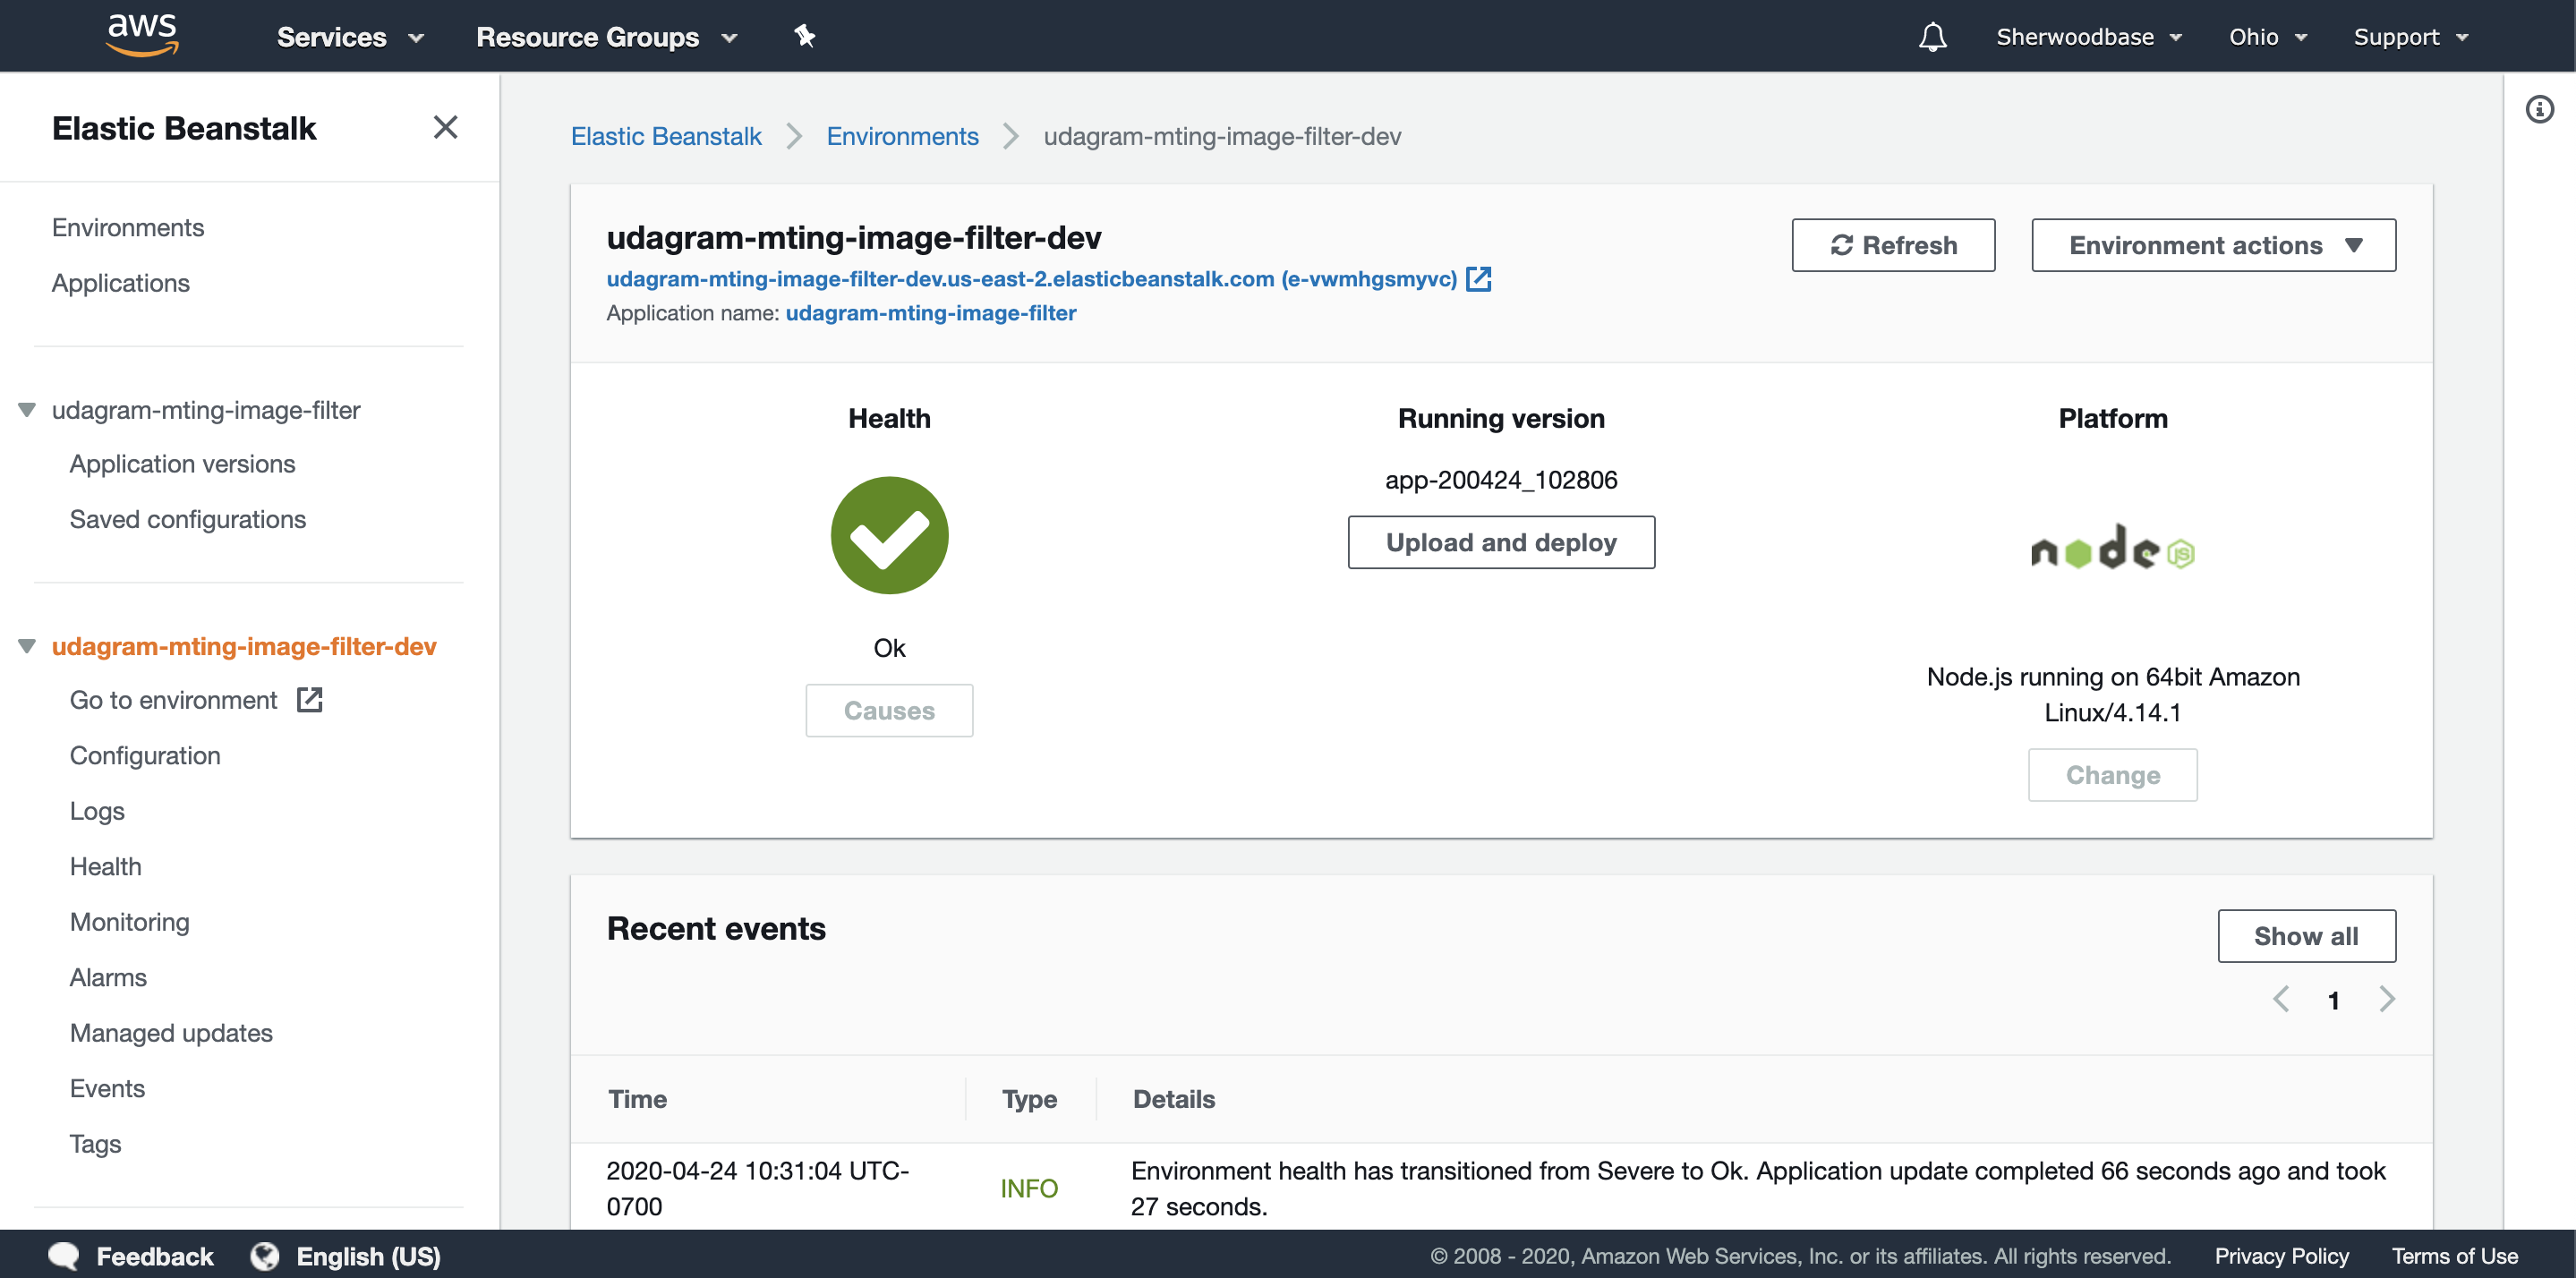 aws
Services
Resource Groups
Sherwoodbase
Ohio
Support
Elastic Beanstalk
Environments
Applications
udagram-mting-image-filter
Application versions
Saved configurations
udagram-mting-image-filter-dev
Go to environment
Configuration
Logs
Health
Monitoring
Alarms
Managed updates
Events
Tags
Elastic Beanstalk
Environments
udagram-mting-image-filter-dev
udagram-mting-image-filter-dev
udagram-mting-image-filter-dev.us-east-2.elasticbeanstalk.com (e-vwmhgsmyvc)
Application name: udagram-mting-image-filter
Refresh
Environment actions
Health
Ok
Causes
Running version
app-200424_102806
Upload and deploy
Platform
node js
Node.js running on 64bit Amazon
Linux/4.14.1
Change
Recent events
Show all
1
Time
Type
Details
2020-04-24 10:31:04 UTC-
0700
INFO
Environment health has transitioned from Severe to Ok. Application update completed 66 seconds ago and took
27 seconds.
Feedback
English (US)
© 2008 - 2020, Amazon Web Services, Inc. or its affiliates. All rights reserved.
Privacy Policy
Terms of Use